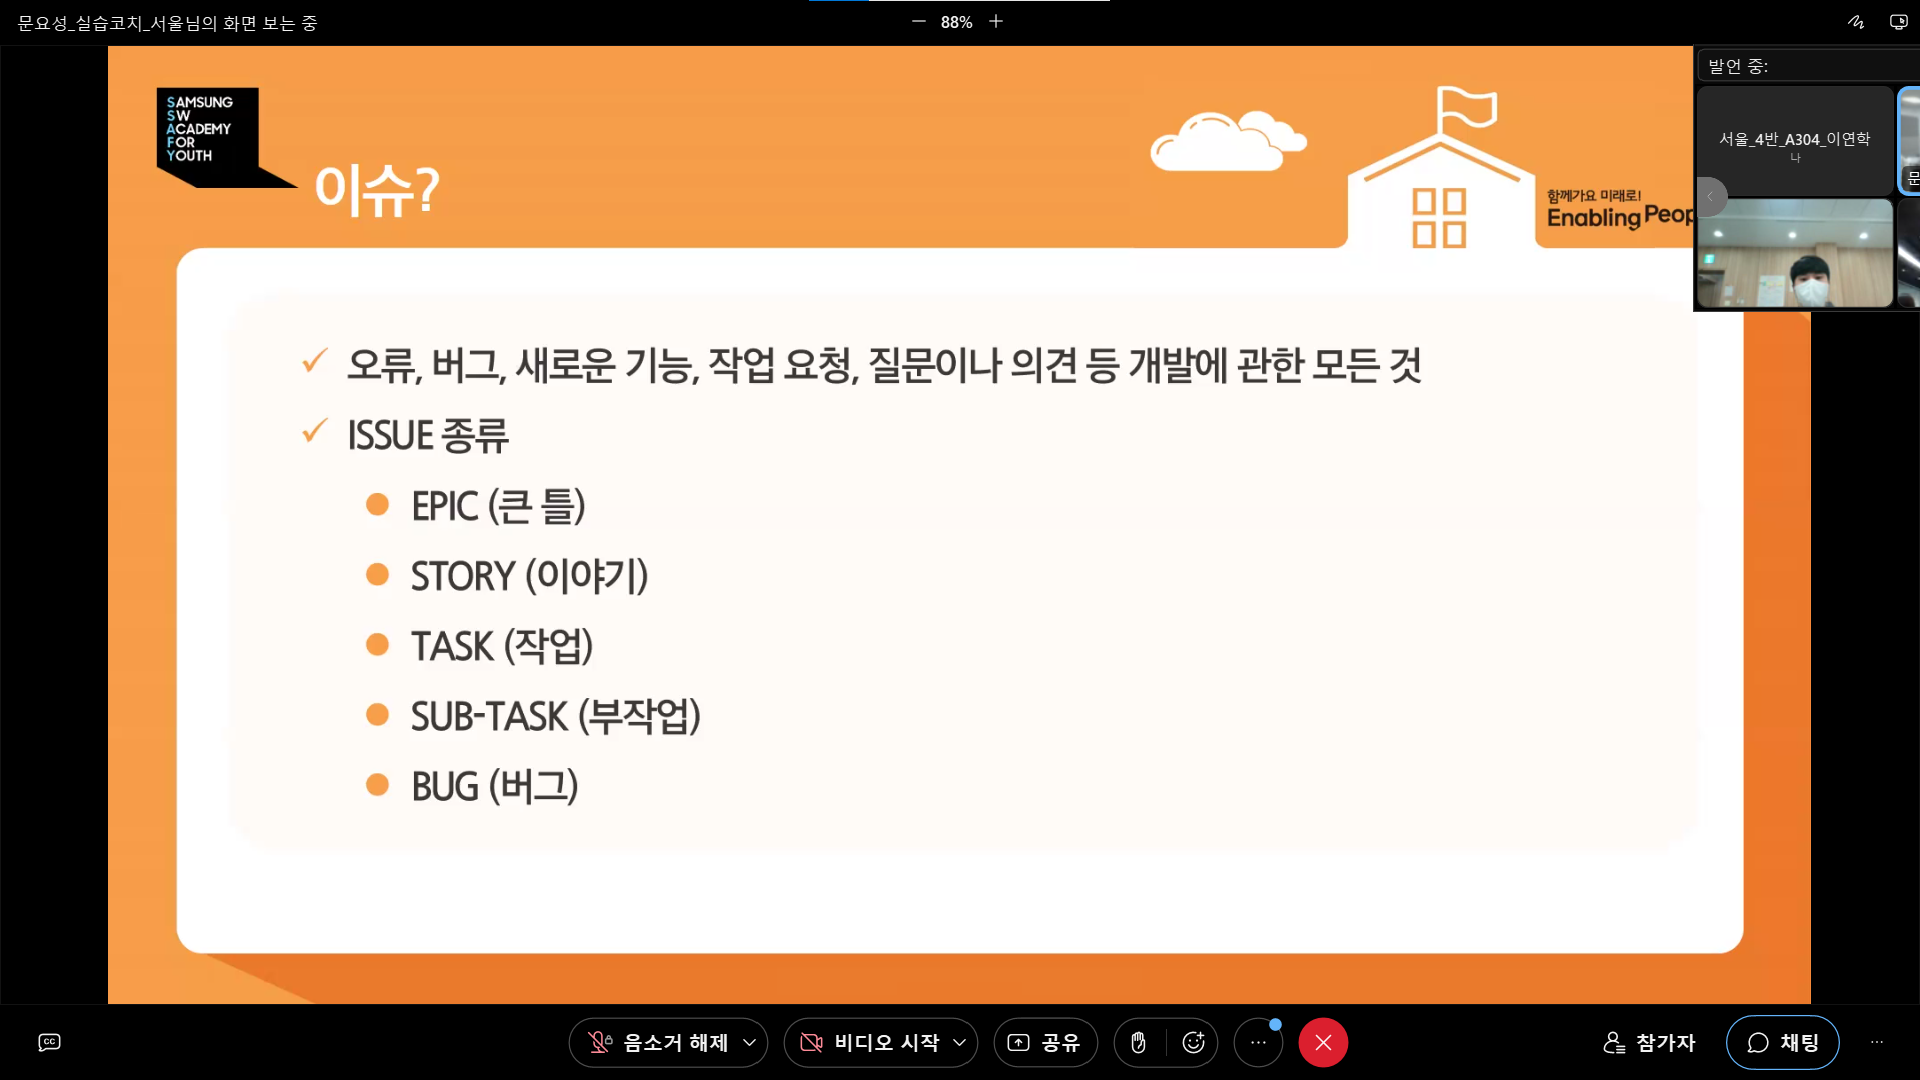 문요성_실습코치_서울님의 화면 보는 중
88%
발언 중:
서울_4반_A304_이연학
나
문
SAMSUNG
SW
ACADEMY
FOR
YOUTH
이슈?
함께가요 미래로!
Enabling Peop
오류, 버그, 새로운 기능, 작업 요청, 질문이나 의견 등 개발에 관한 모든 것
ISSUE 종류
EPIC (큰 틀)
STORY (이야기)
TASK (작업)
SUB-TASK (부작업)
BUG (버그)
CC
음소거 해제
비디오 시작
공유
참가자
채팅